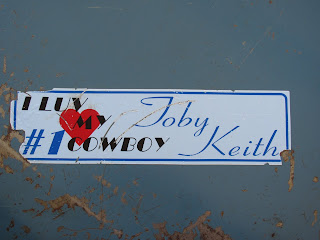 I LUV
MY
#1 COWBOY
Toby
Keith